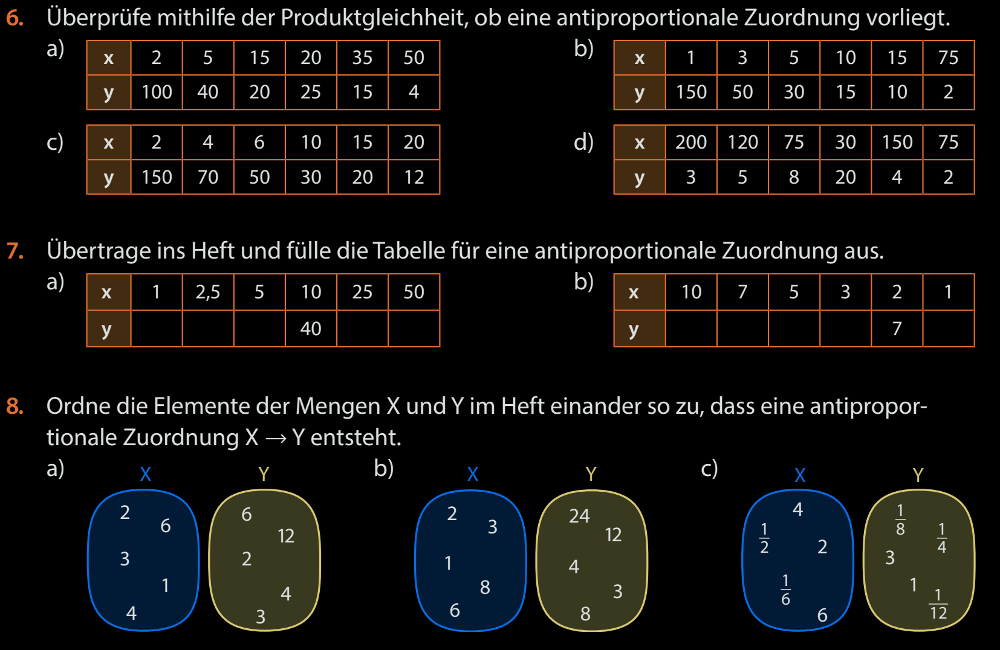 6. Überprüfe mithilfe der Produktgleichheit, ob eine antiproportionale Zuordnung vorliegt.
a)
x 2 5 15 20 35 50
y 100 40 20 25 15 4
b)
x 1 3 5 10 15 75
y 150 50 30 15 10 2
c)
x 2 4 6 10 15 20
y 150 70 50 30 20 12
d)
x 200 120 75 30 150 75
y 3 5 8 20 4 2
7. Übertrage ins Heft und fülle die Tabelle für eine antiproportionale Zuordnung aus.
a)
x 1 2,5 5 10 25 50
y 40
b)
x 10 7 5 3 2 1
y 7
8. Ordne die Elemente der Mengen X und Y im Heft einander so zu, dass eine antipropor-
tionale Zuordnung X → Y entsteht.
a)
X
2
6
3
1
4
Y
6
12
2
4
3
b)
X
2
3
1
8
6
Y
24
12
4
3
8
c)
X
4
1/2
2
1/6
6
Y
1/8
1/4
3
1
1/12